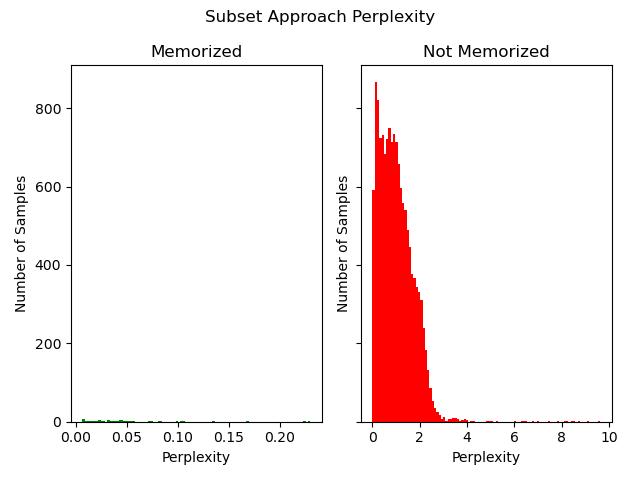 Subset Approach Perplexity
Memorized
Not Memorized
Number of Samples
800
600
400
200
0
0.00 0.05 0.10 0.15 0.20
Perplexity
Number of Samples
0 2 4 6 8 10
Perplexity